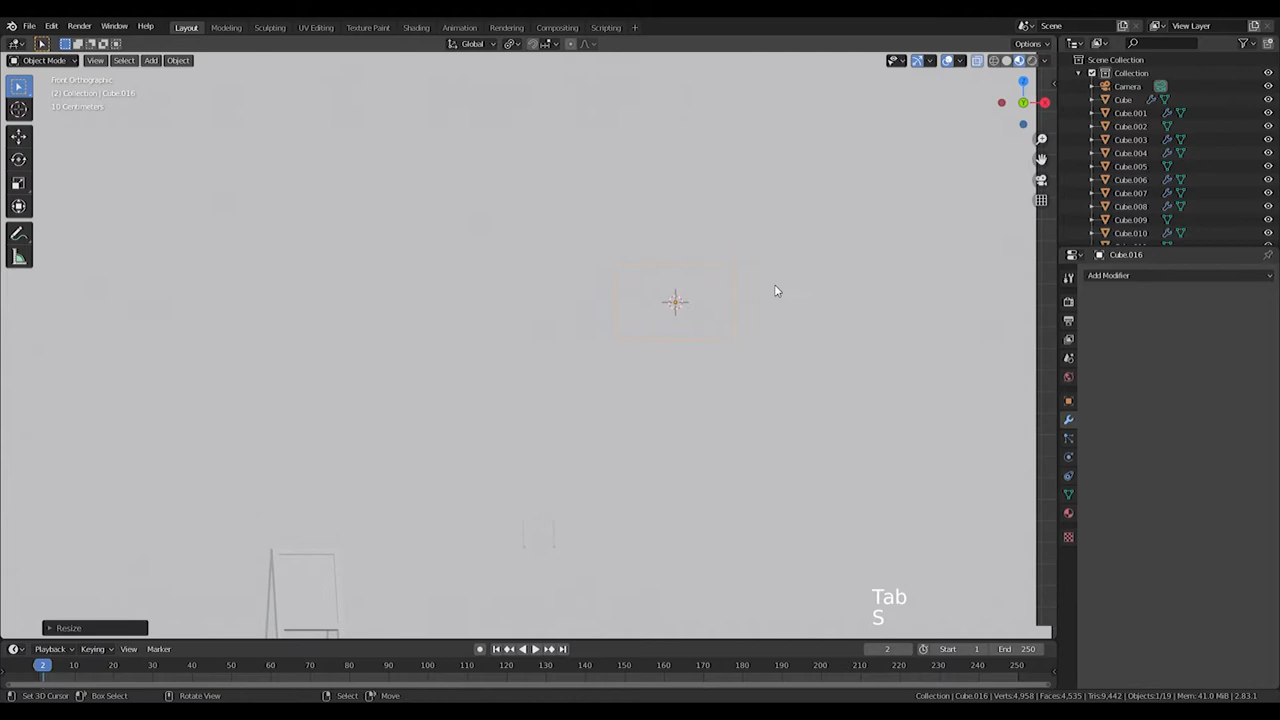 File Edit Render Window Help Layout Modeling Sculpting UV Editing Texture Paint Shading Animation Rendering Compositing Scripting + Scene View Layer
Global Options
Object Mode View Select Add Object
Front Orthographic
(2) Collection | Cube.016
10 Centimeters
Scene Collection
Collection
Camera
Cube
Cube.001
Cube.002
Cube.003
Cube.004
Cube.005
Cube.006
Cube.007
Cube.008
Cube.009
Cube.010
Cube.016
Add Modifier
X
Y
Z
Tab
S
Resize
Playback Keying View Marker 2 Start 1 End 250
2 10 20 30 40 50 60 70 80 90 100 110 120 130 140 150 160 170 180 190 200 210 220 230 240 250
Set 3D Cursor Box Select Rotate View Select Move Collection | Cube.016 | Verts:4,958 | Faces:4,535 | Tris:9,442 | Objects:1/19 | Mem: 41.0 MiB | 2.83.1